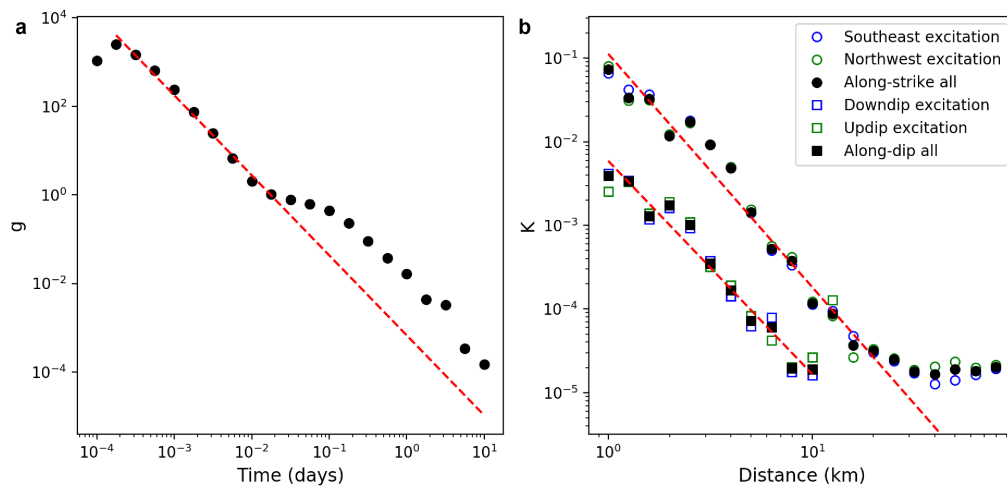 a
g
10^4
10^2
10^0
10^−2
10^−4
10^−4
10^−3
10^−2
10^−1
10^0
10^1
Time (days)
b
K
10^−1
10^−2
10^−3
10^−4
10^−5
10^0
10^1
Distance (km)
Southeast excitation
Northwest excitation
Along-strike all
Downdip excitation
Updip excitation
Along-dip all